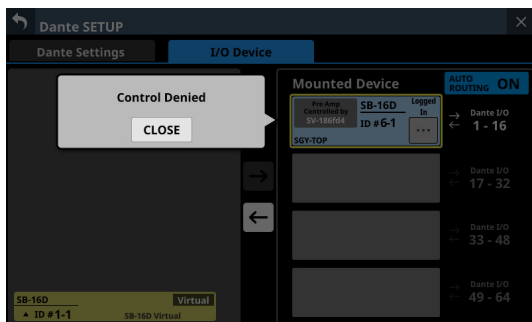 Dante SETUP
Dante Settings
I/O Device
Control Denied
CLOSE
Mounted Device
AUTO
ROUTING
ON
Pre Amp
Controlled by
SV-186fd4
SB-16D
ID #6-1
Logged
In
...
SGY-TOP
Dante I/O
1 - 16
Dante I/O
17 - 32
Dante I/O
33 - 48
Dante I/O
49 - 64
SB-16D
Virtual
ID #1-1
SB-16D Virtual